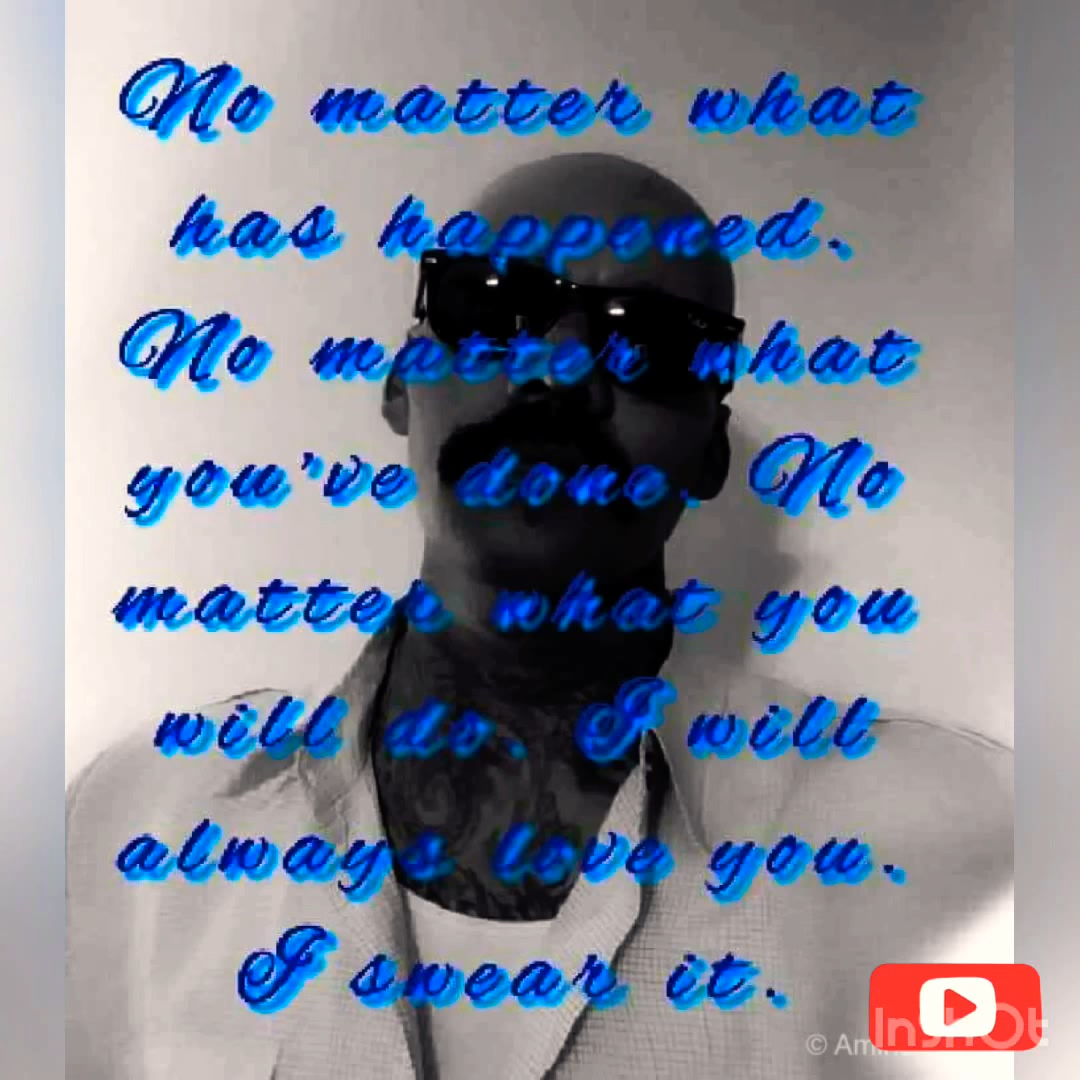 No matter what
has happened.
No matter what
you've done. No
matter what you
will do. I will
always love you.
I swear it.
InShOt